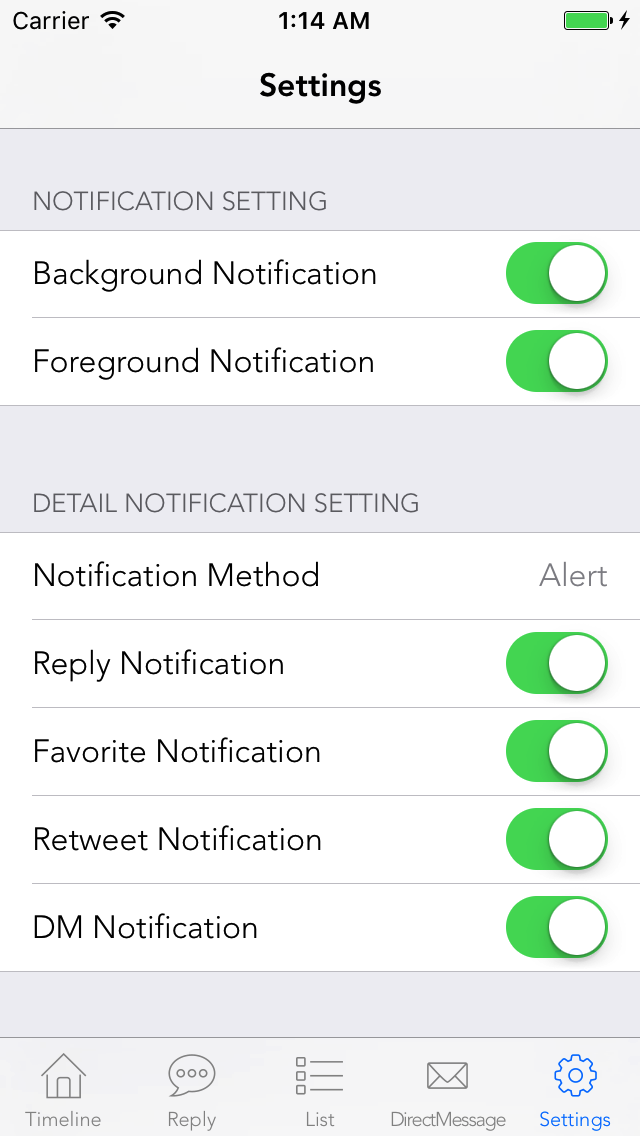 Carrier 1:14 AM
Settings
NOTIFICATION SETTING
Background Notification
Foreground Notification
DETAIL NOTIFICATION SETTING
Notification Method Alert
Reply Notification
Favorite Notification
Retweet Notification
DM Notification
Timeline Reply List DirectMessage Settings